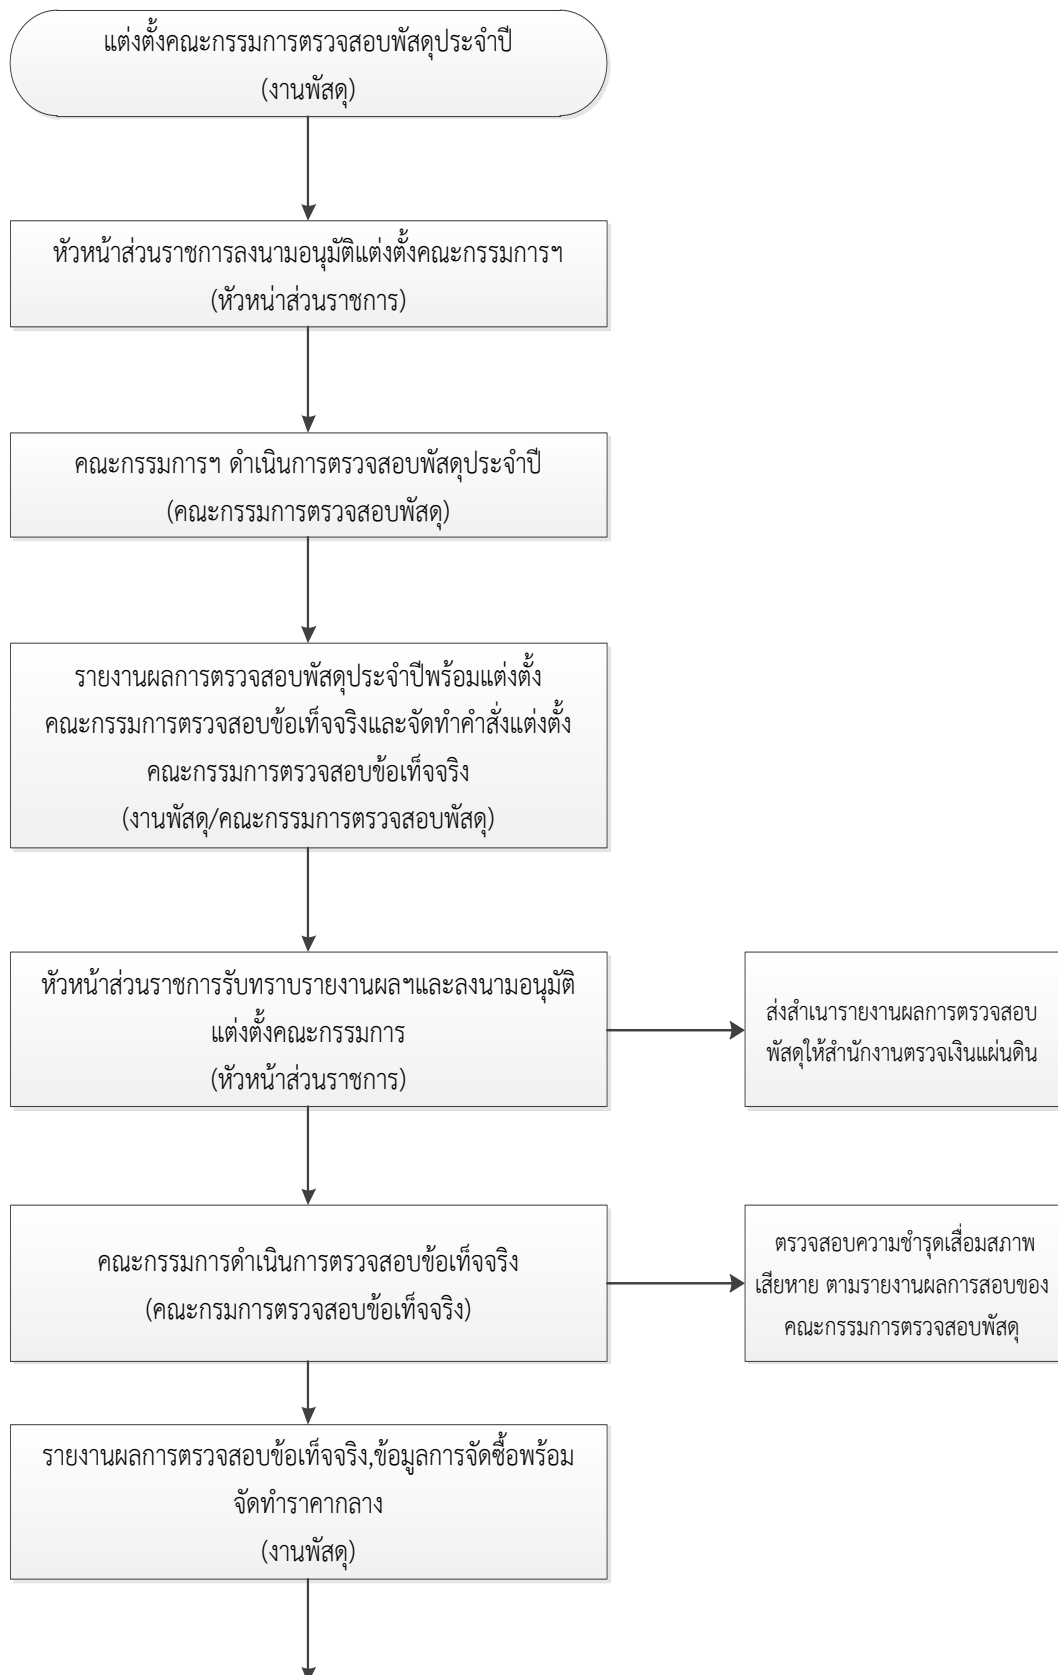 แต่งตั้งคณะกรรมการตรวจสอบพัสดุประจำปี
(งานพัสดุ)
หัวหน้าส่วนราชการลงนามอนุมัติแต่งตั้งคณะกรรมการฯ
(หัวหน่าส่วนราชการ)
คณะกรรมการฯ ดำเนินการตรวจสอบพัสดุประจำปี
(คณะกรรมการตรวจสอบพัสดุ)
รายงานผลการตรวจสอบพัสดุประจำปีพร้อมแต่งตั้ง
คณะกรรมการตรวจสอบข้อเท็จจริงและจัดทำคำสั่งแต่งตั้ง
คณะกรรมการตรวจสอบข้อเท็จจริง
(งานพัสดุ/คณะกรรมการตรวจสอบพัสดุ)
หัวหน้าส่วนราชการรับทราบรายงานผลฯและลงนามอนุมัติ
แต่งตั้งคณะกรรมการ
(หัวหน้าส่วนราชการ)
ส่งสำเนารายงานผลการตรวจสอบ
พัสดุให้สำนักงานตรวจเงินแผ่นดิน
คณะกรรมการดำเนินการตรวจสอบข้อเท็จจริง
(คณะกรมการตรวจสอบข้อเท็จจริง)
ตรวจสอบความชำรุดเสื่อมสภาพ
เสียหาย ตามรายงานผลการสอบของ
คณะกรรมการตรวจสอบพัสดุ
รายงานผลการตรวจสอบข้อเท็จจริง,ข้อมูลการจัดซื้อพร้อม
จัดทำราคากลาง
(งานพัสดุ)